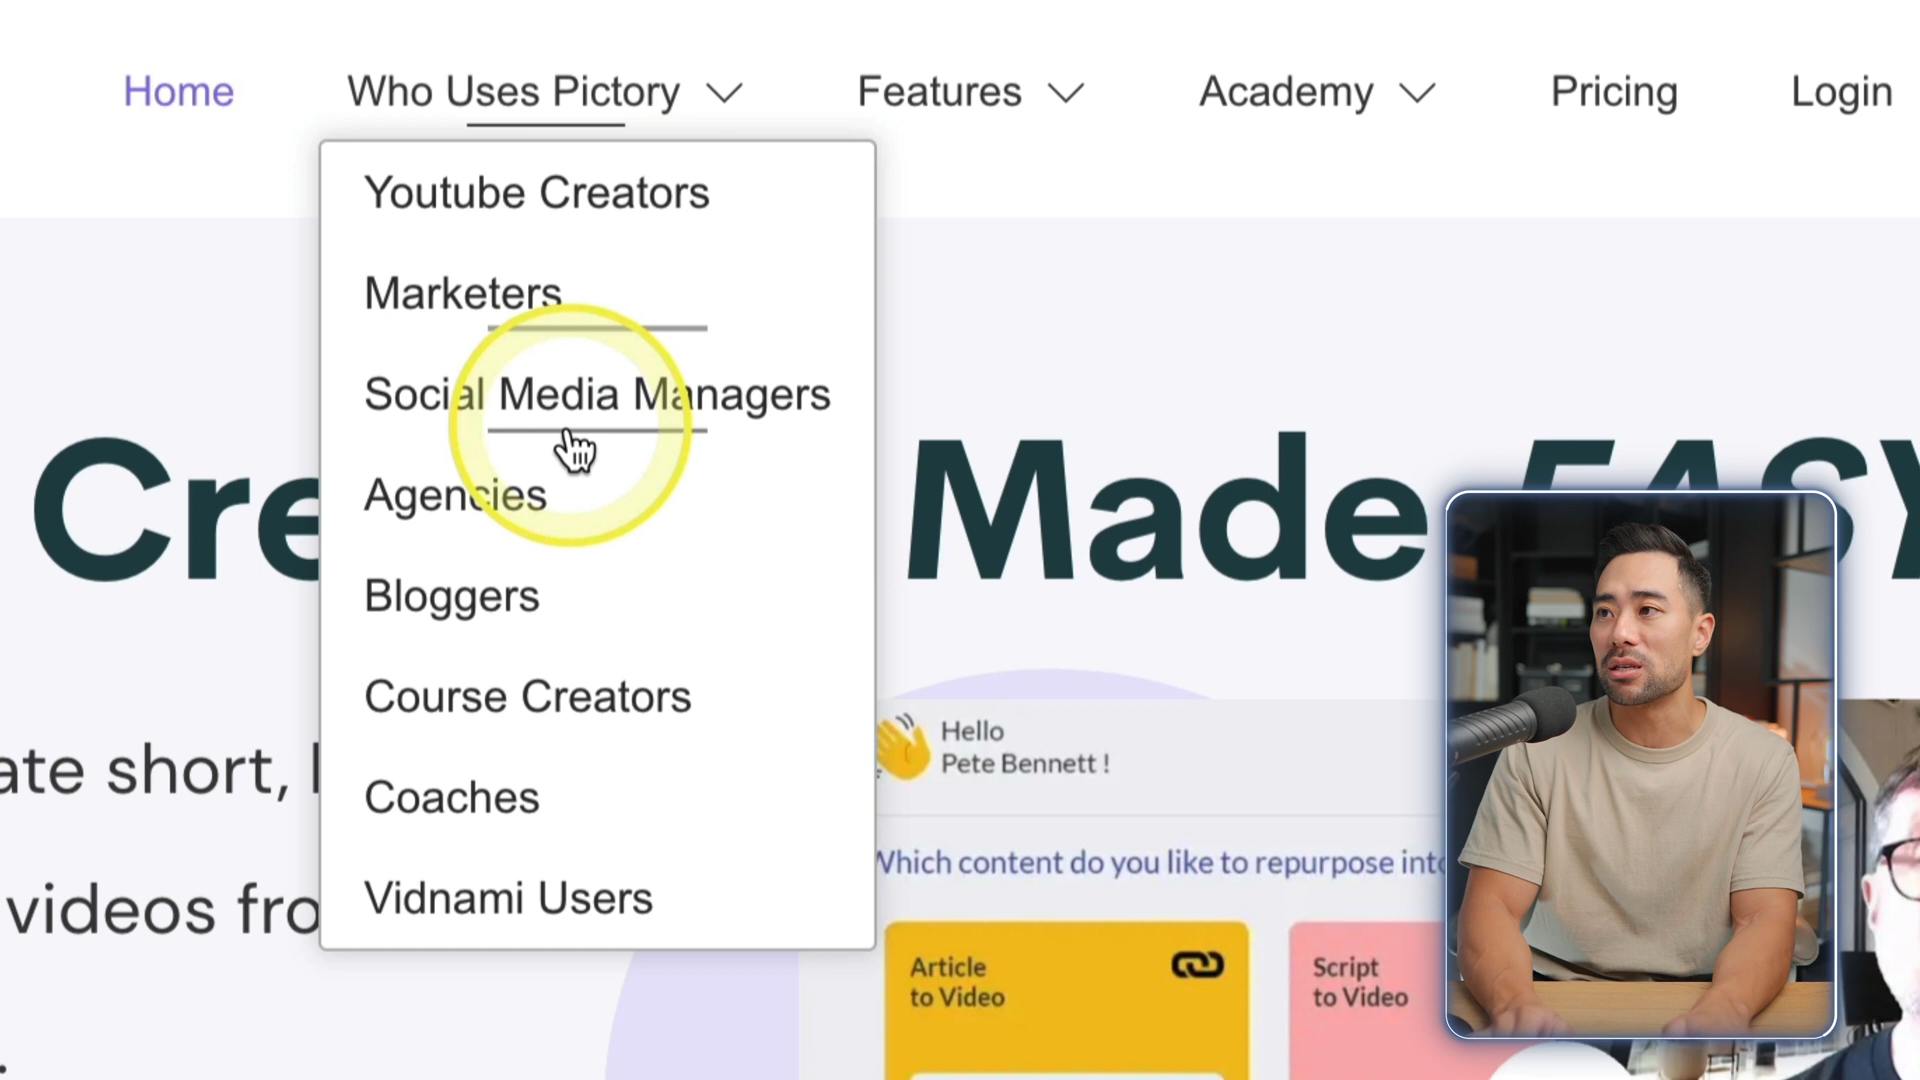 Home Who Uses Pictory Features Academy Pricing Login
Youtube Creators
Marketers
Social Media Managers
Agencies
Bloggers
Course Creators
Coaches
Vidnami Users
Cre Made EASY
ate short,
videos fro
Hello
Pete Bennett !
Which content do you like to repurpose into
Article
to Video
Script
to Video